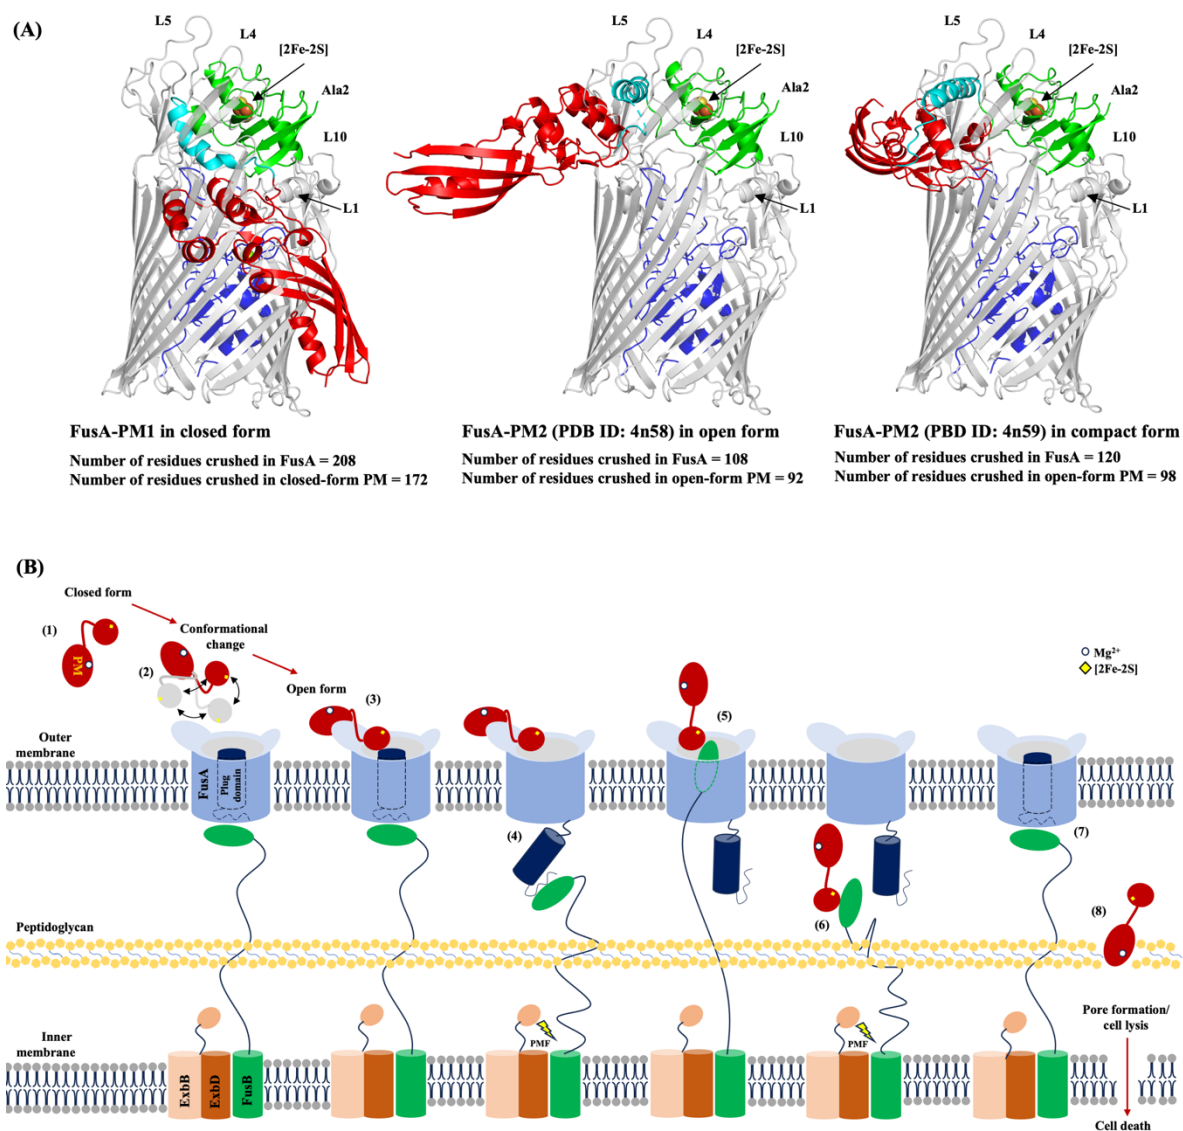 (A)
L5
L4
[2Fe-2S]
Ala2
L10
L1
L5
L4
[2Fe-2S]
Ala2
L10
L1
L5
L4
[2Fe-2S]
Ala2
L10
L1
FusA-PM1 in closed form
Number of residues crushed in FusA = 208
Number of residues crushed in closed-form PM = 172
FusA-PM2 (PDB ID: 4n58) in open form
Number of residues crushed in FusA = 108
Number of residues crushed in open-form PM = 92
FusA-PM2 (PBD ID: 4n59) in compact form
Number of residues crushed in FusA = 120
Number of residues crushed in open-form PM = 98
(B)
Closed form
(1)
PM
Conformational
change
(2)
Open form
(3)
Mg2+
[2Fe-2S]
(5)
Outer
membrane
FusA
Plug
domain
(4)
(7)
(6)
(8)
Peptidoglycan
Inner
membrane
PMF
PMF
Pore formation/
cell lysis
ExbB
ExbD
FusB
Cell death